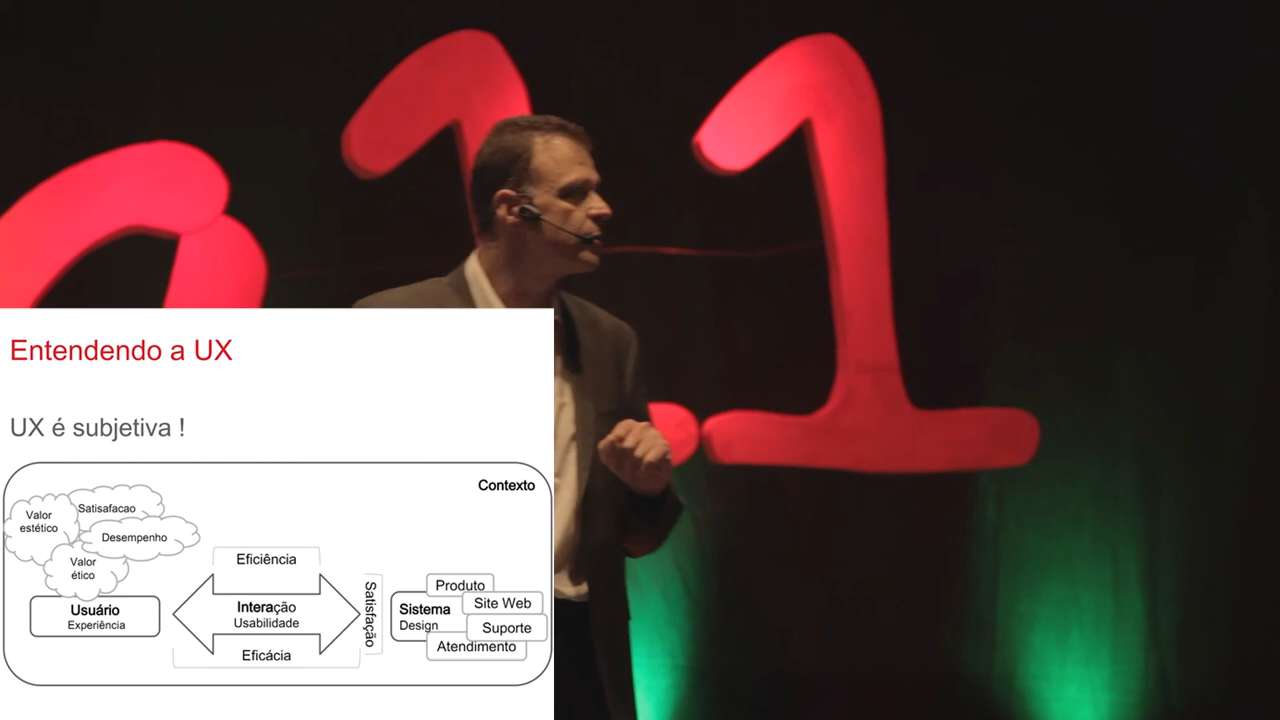 Entendendo a UX
UX é subjetiva !
Contexto
Valor
estético
Satisafacao
Desempenho
Valor
ético
Usuário
Experiência
Eficiência
Interação
Usabilidade
Eficácia
Satisfação
Sistema
Design
Produto
Site Web
Suporte
Atendimento